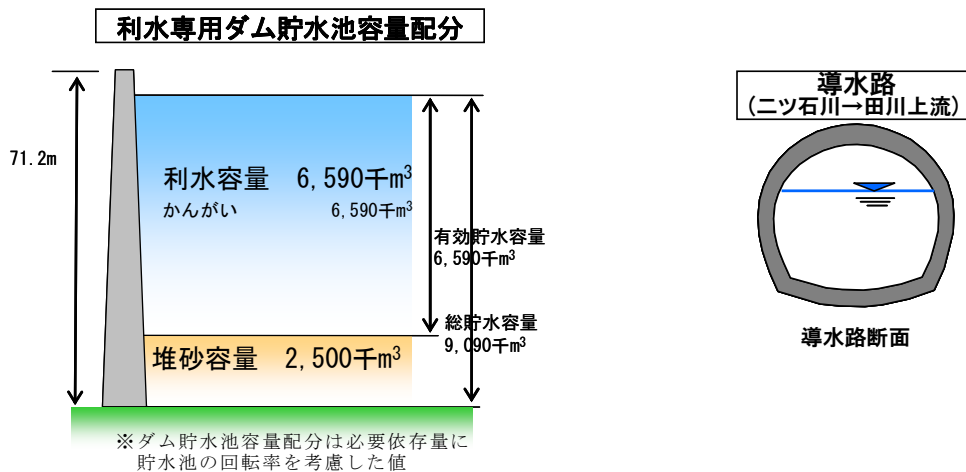 利水専用ダム貯水池容量配分
71.2m
利水容量 6,590千m³
かんがい 6,590千m³
有効貯水容量
6,590千m³
総貯水容量
9,090千m³
堆砂容量 2,500千m³
※ダム貯水池容量配分は必要依存量に
貯水池の回転率を考慮した値
導水路
(二ツ石川→田川上流)
導水路断面